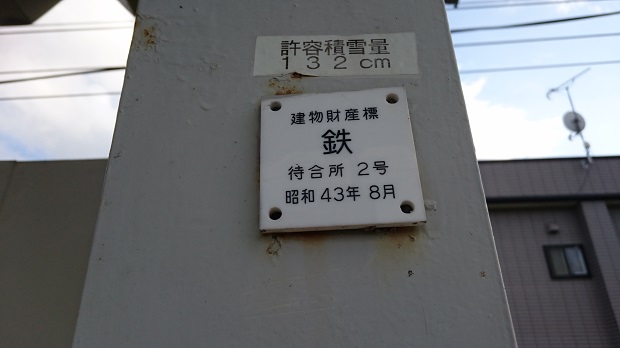 許容積雪量
132cm
建物財産標
鉄
待合所 2号
昭和43年 8月